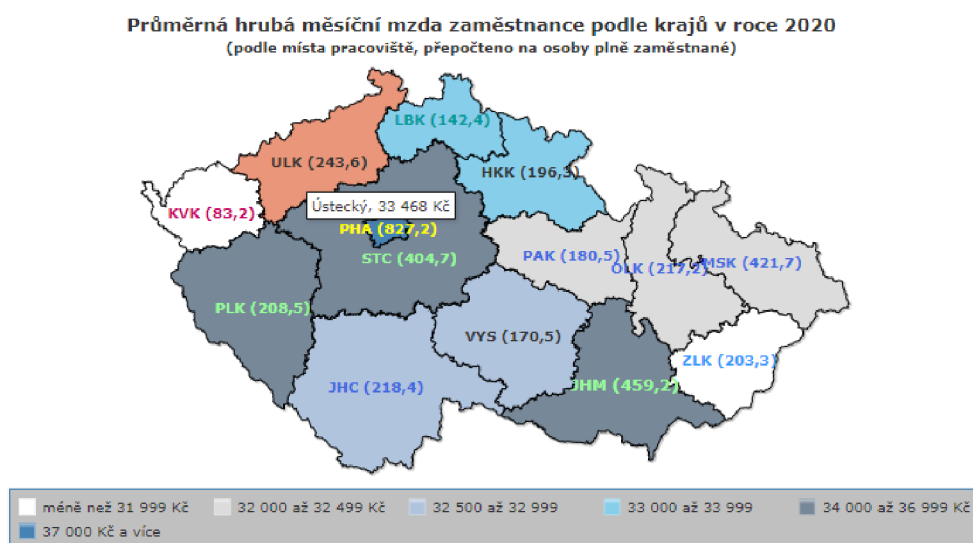 Průměrná hrubá měsíční mzda zaměstnance podle krajů v roce 2020
(podle místa pracoviště, přepočteno na osoby plně zaměstnané)
LBK (142,4)
ULK (243,6)
HKK (196,3)
KVK (83,2)
Ústecký, 33 468 Kč
PHA (827,2)
STC (404,7)
PAK (180,5)
OLK (217,2)
MSK (421,7)
PLK (208,5)
VYS (170,5)
ZLK (203,3)
JHC (218,4)
JHM (459,2)
méně než 31 999 Kč 32 000 až 32 499 Kč 32 500 až 32 999 33 000 až 33 999 34 000 až 36 999 Kč
37 000 Kč a více